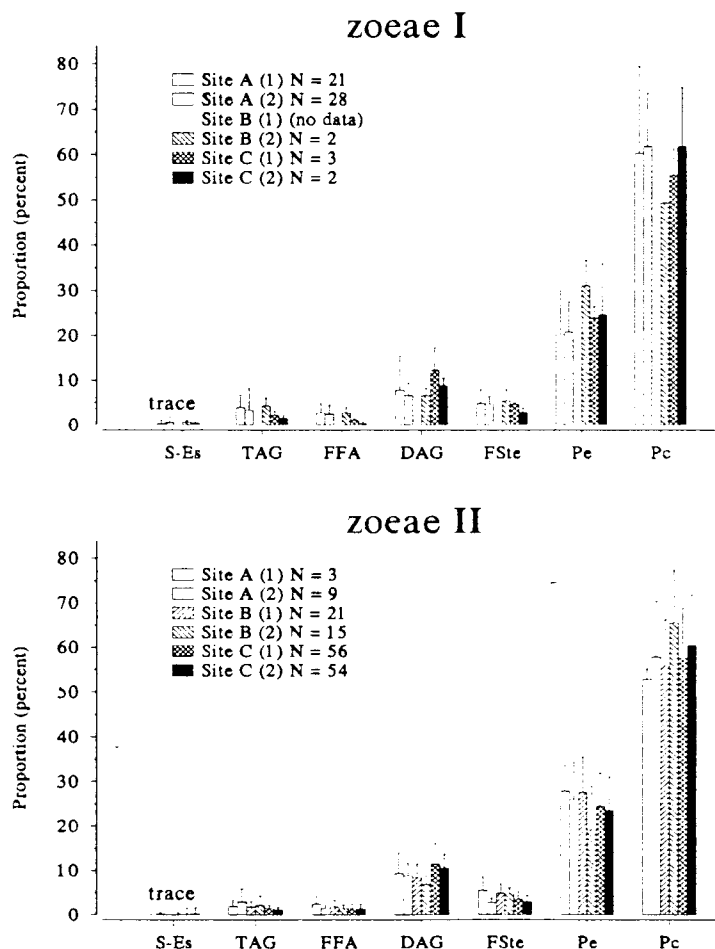 zoeae I
80
70
60
50
40
30
20
10
0
Proportion (percent)
Site A (1) N = 21
Site A (2) N = 28
Site B (1) (no data)
Site B (2) N = 2
Site C (1) N = 3
Site C (2) N = 2
trace
S-Es TAG FFA DAG FSte Pe Pc
zoeae II
80
70
60
50
40
30
20
10
0
Proportion (percent)
Site A (1) N = 3
Site A (2) N = 9
Site B (1) N = 21
Site B (2) N = 15
Site C (1) N = 56
Site C (2) N = 54
trace
S-Es TAG FFA DAG FSte Pe Pc